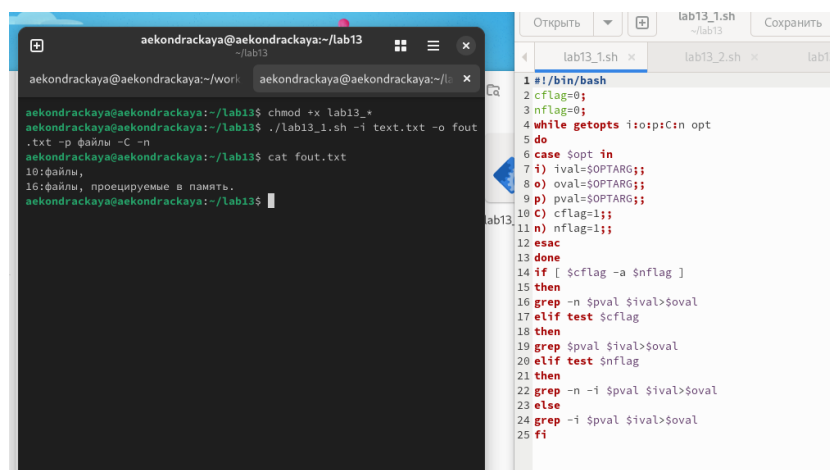 aekondrackaya@aekondrackaya:~/lab13
~/lab13
aekondrackaya@aekondrackaya:~/work
aekondrackaya@aekondrackaya:~/la
aekondrackaya@aekondrackaya:~/lab13$ chmod +x lab13_*
aekondrackaya@aekondrackaya:~/lab13$ ./lab13_1.sh -i text.txt -o fout
.txt -p файлы -C -n
aekondrackaya@aekondrackaya:~/lab13$ cat fout.txt
10:файлы,
16:файлы, проецируемые в память.
aekondrackaya@aekondrackaya:~/lab13$
lab13_
Открыть
lab13_1.sh
~/lab13
Сохранить
lab13_1.sh
lab13_2.sh
lab1
1 #!/bin/bash
2 cflag=0;
3 nflag=0;
4 while getopts i:o:p:C:n opt
5 do
6 case $opt in
7 i) ival=$OPTARG;;
8 o) oval=$OPTARG;;
9 p) pval=$OPTARG;;
10 C) cflag=1;;
11 n) nflag=1;;
12 esac
13 done
14 if [ $cflag -a $nflag ]
15 then
16 grep -n $pval $ival>$oval
17 elif test $cflag
18 then
19 grep $pval $ival>$oval
20 elif test $nflag
21 then
22 grep -n -i $pval $ival>$oval
23 else
24 grep -i $pval $ival>$oval
25 fi